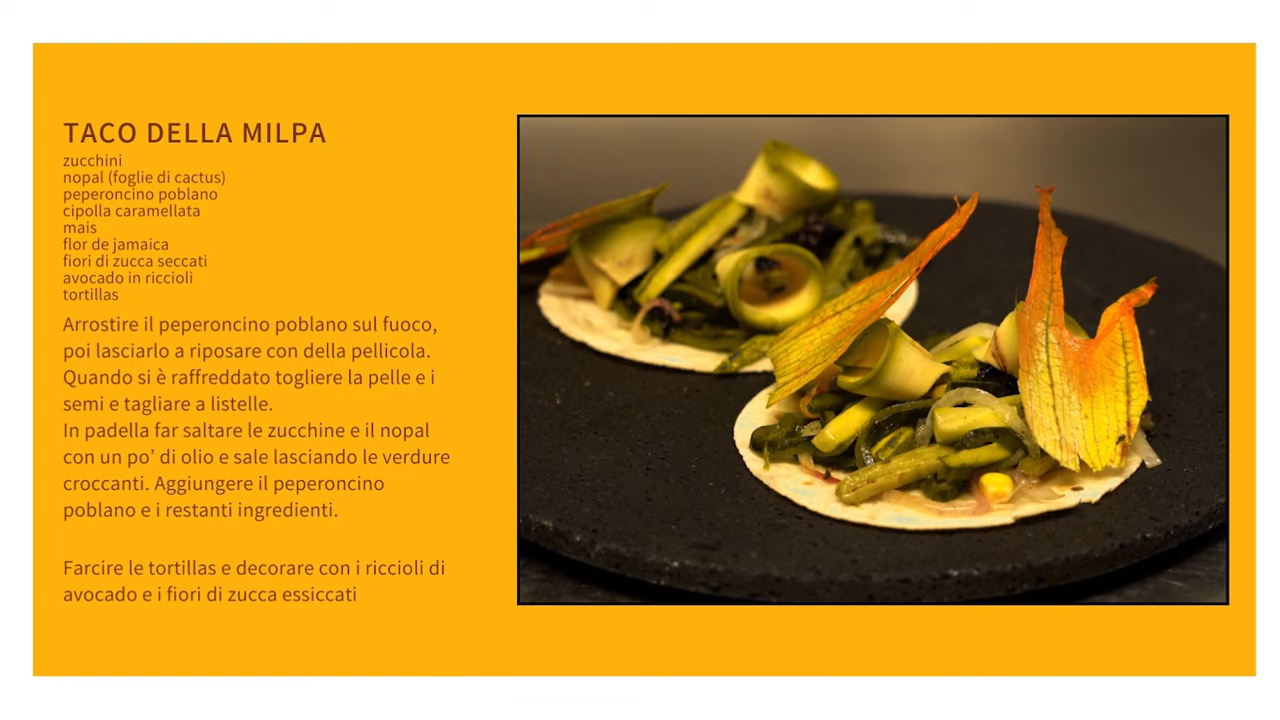 TACO DELLA MILPA
zucchini
nopal (foglie di cactus)
peperoncino poblano
cipolla caramellata
mais
flor de jamaica
fiori di zucca seccati
avocado in riccioli
tortillas
Arrostire il peperoncino poblano sul fuoco,
poi lasciarlo a riposare con della pellicola.
Quando si è raffreddato togliere la pelle e i
semi e tagliare a listelle.
In padella far saltare le zucchine e il nopal
con un po’ di olio e sale lasciando le verdure
croccanti. Aggiungere il peperoncino
poblano e i restanti ingredienti.
Farcire le tortillas e decorare con i riccioli di
avocado e i fiori di zucca essiccati